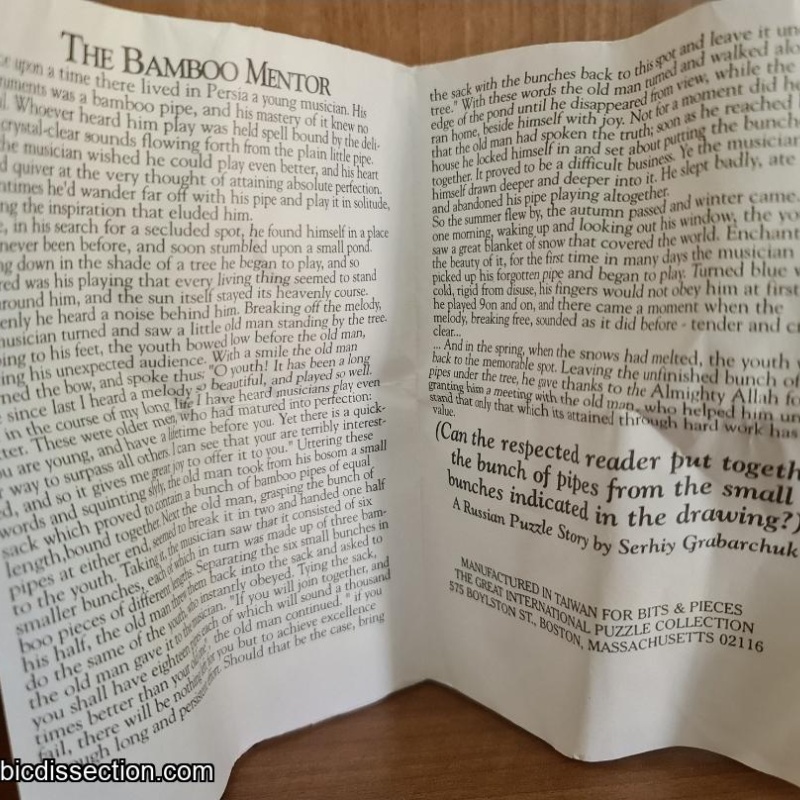 THE BAMBOO MENTOR
upon a time there lived in Persia a young musician. His
was a bamboo pipe, and his mastery of it knew no
Whoever heard him play was held spell bound by the deli-
crystal-clear sounds flowing forth from the plain little pipe.
musician wished he could play even better, and his heart
quiver at the very thought of attaining absolute perfection.
he'd wander far off with his pipe and play it in solitude,
the inspiration that eluded him.
in his search for a secluded spot, he found himself in a place
never been before, and soon stumbled upon a small pond.
down in the shade of a tree he began to play, and so
was his playing that every living thing seemed to stand
around him, and the sun itself stayed its heavenly course.
he heard a noise behind him. Breaking off the melody,
musician turned and saw a little old man standing by the tree.
to his feet, the youth bowed low before the old man,
his unexpected audience. With a smile the old man
the bow, and spoke thus: "O youth! It has been a long
since last I heard a melody so beautiful, and played so well.
in the course of my long life I have heard musicians play even
These were older men, who had matured into perfection:
you are young, and have a lifetime before you. Yet there is a quick-
way to surpass all others. I can see that your are terribly interest-
ed, and so it gives me great joy to offer it to you." Uttering these
words and squinting slyly, the old man took from his bosom a small
sack which proved to contain a bunch of bamboo pipes of equal
length, bound together. Next the old man, grasping the bunch of
pipes at either end, seemed to break it in two and handed one half
to the youth. Taking it, the musician saw that it consisted of six
smaller bunches, each of which in turn was made up of three bam-
boo pieces of different lengths. Separating the six small bunches in
his half, the old man threw them back into the sack and asked to
do the same of the youth, who instantly obeyed. Tying the sack,
the old man gave it to the musician. "If you will join together, and
you shall have eighteen pipes each of which will sound a thousand
times better than your old one," the old man continued. " if you
fail, there will be nothing for you but to achieve excellence
through long and persistent effort. Should that be the case, bring
the sack with the bunches back to this spot and leave it
tree." With these words the old man turned and walked
edge of the pond until he disappeared from view, while the
ran home, beside himself with joy. Not for a moment did
that the old man had spoken the truth; soon as he reached
house he locked himself in and set about putting the
together. It proved to be a difficult business. Ye the
himself drawn deeper and deeper into it. He slept badly, ate
and abandoned his pipe playing altogether.
So the summer flew by, the autumn passed and winter came.
one morning, waking up and looking out his window, the
saw a great blanket of snow that covered the world.
the beauty of it, for the first time in many days the musician
picked up his forgotten pipe and began to play. Turned blue
cold, rigid from disuse, his fingers would not obey him at first
he played 9on and on, and there came a moment when the
melody, breaking free, sounded as it did before - tender and
clear...
... And in the spring, when the snows had melted, the youth
back to the memorable spot. Leaving the unfinished bunch of
pipes under the tree, he gave thanks to the Almighty Allah
granting him a meeting with the old man, who helped him
stand that only that which its attained through hard work has
value.
(Can the respected reader put
the bunch of pipes from the small
bunches indicated in the drawing?)
A Russian Puzzle Story by Serhiy Grabarchuk
MANUFACTURED IN TAIWAN FOR BITS & PIECES
THE GREAT INTERNATIONAL PUZZLE COLLECTION
575 BOYLSTON ST., BOSTON, MASSACHUSETTS 02116
bicdissection.com